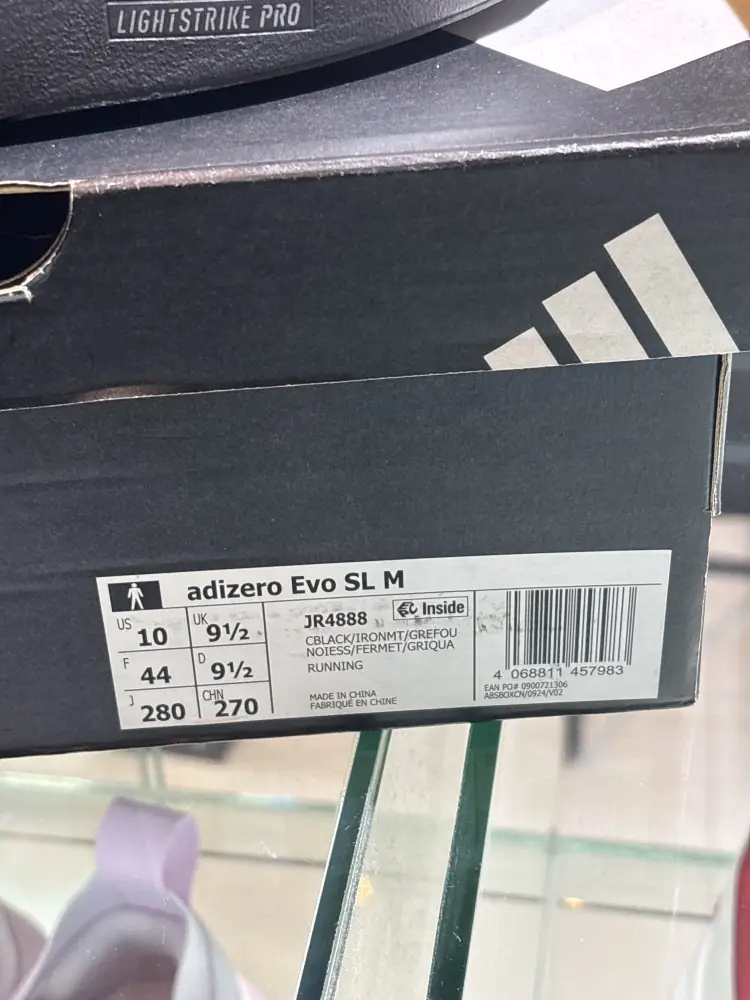 LIGHTSTRIKE PRO
adizero Evo SL M
US 10 UK 9½
F 44 D 9½
J 280 CHN 270
JR4888 Inside
CBLACK/IRONMT/GREFOU
NOIESS/FERMET/GRIQUA
RUNNING
MADE IN CHINA
FABRIQUÉ EN CHINE
4 068811 457983
EAN PO# 0900721306
ABSBOXCN/0924/V02